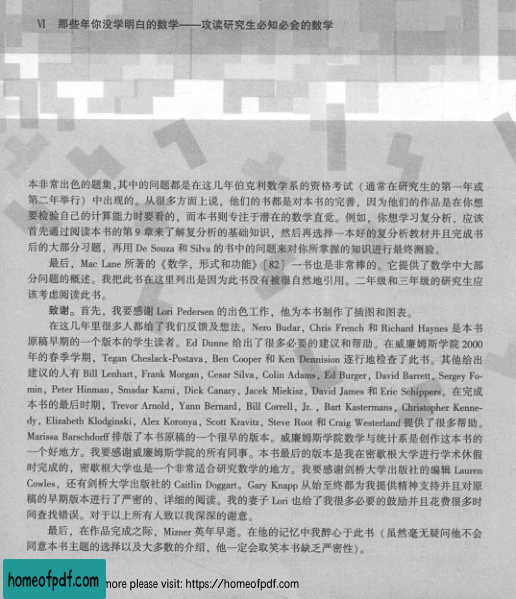 VI 那些年你没学明白的数学——攻读研究生必知必会的数学
本非常出色的题集,其中的问题都是在这几年伯克利数学系的资格考试（通常在研究生的第一年或
第二年举行）中出现的。从很多方面上说，他们的书都是对本书的完善，因为他们的作品是在你想
要检验自己的计算能力时要看的，而本书则专注于潜在的数学直觉。例如，你想学习复分析，应该
首先通过阅读本书的第9章来了解复分析的基础知识，然后再选择一本好的复分析教材并且完成书
后的大部分习题，再用 De Souza 和 Silva 的书中的问题来对你所掌握的知识进行最终测验。
最后，Mac Lane 所著的《数学，形式和功能》[82] 一书也是非常棒的。它提供了数学中大部
分问题的概述。我把此书在这里列出是因为此书没有被很自然地引用。二年级和三年级的研究生应
该考虑阅读此书。
致谢。首先，我要感谢 Lori Pedersen 的出色工作，他为本书制作了插图和图表。
在这几年里很多人都给了我们反馈及想法。Nero Budar, Chris French 和 Richard Haynes 是本书
原稿早期的一个版本的学生读者。Ed Dunne 给出了很多必要的建议和帮助。在威廉姆斯学院 2000
年的春季学期，Tegan Cheslack-Postava, Ben Cooper 和 Ken Dennision 逐行地检查了此书。其他给出
建议的人有 Bill Lenhart, Frank Morgan, Cesar Silva, Colin Adams, Ed Burger, David Barrett, Sergey Fo-
min, Peter Hinman, Smadar Karni, Dick Canary, Jacek Miekisz, David James 和 Eric Schippers。在完成
本书的最后时期，Trevor Arnold, Yann Bernard, Bill Correll, Jr. , Bart Kastermans, Christopher Kenne-
dy, Elizabeth Klodginski, Alex Koronya, Scott Kravitz, Steve Root 和 Craig Westerland 提供了很多帮助。
Marissa Barschdorff 排版了本书原稿的一个很早的版本。威廉姆斯学院数学与统计系是创作这本书的
一个好地方。我要感谢威廉姆斯学院的所有同事。本书最后的版本是我在密歇根大学进行学术休假
时完成的，密歇根大学也是一个非常适合研究数学的地方。我要感谢剑桥大学出版社的编辑 Lauren
Cowles，还有剑桥大学出版社的 Caitlin Doggart。Gary Knapp 从始至终都为我提供精神支持并且对原
稿的早期版本进行了严密的、详细的阅读。我的妻子 Lori 也给了我很多必要的鼓励并且花费很多时
间查找错误。对于以上所有人致以我深深的谢意。
最后，在作品完成之际，Mizner 英年早逝。在他的记忆中我醉心于此书（虽然毫无疑问他不会
同意本书主题的选择以及大多数的介绍，他一定会取笑本书缺乏严密性）。
homeofpdf.com more please visit: https://homeofpdf.com